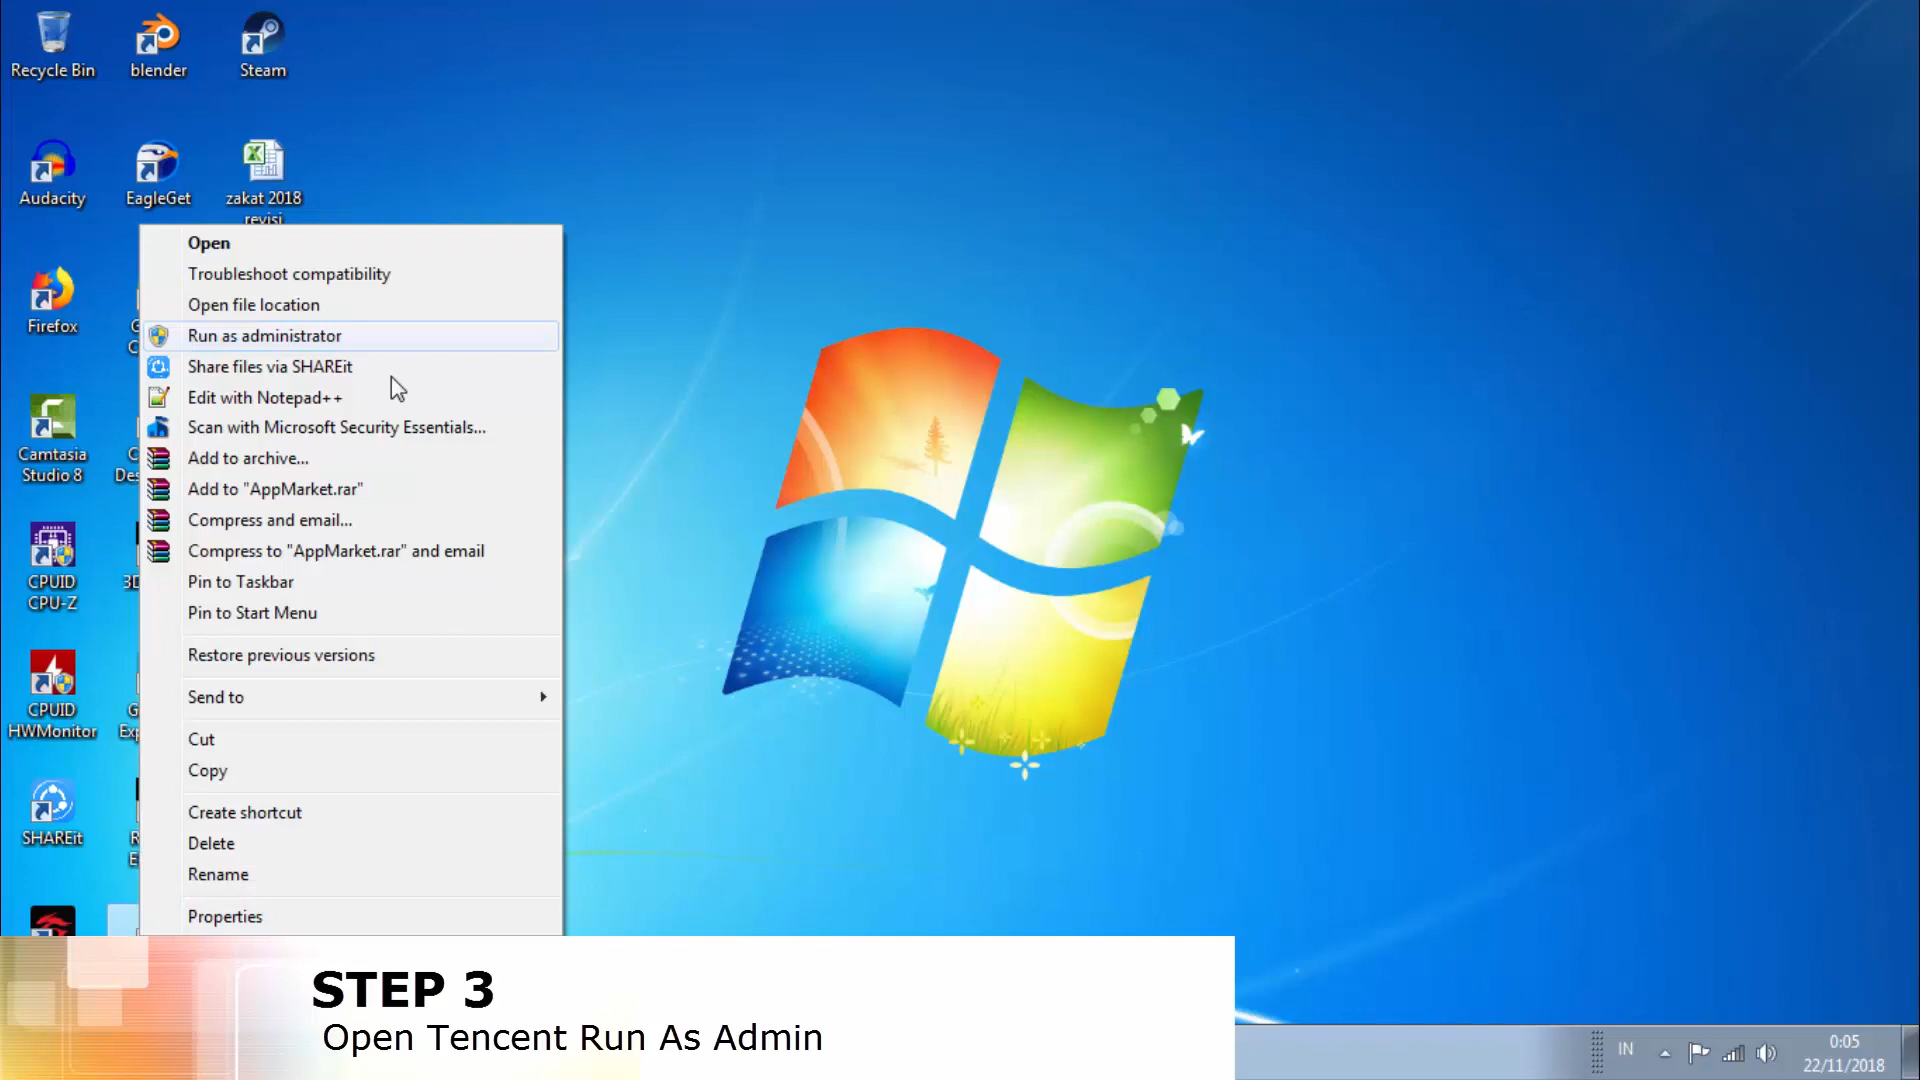 Recycle Bin
blender
Steam
Audacity
EagleGet
zakat 2018
revisi
Firefox
Camtasia
Studio 8
CPUID
CPU-Z
CPUID
HWMonitor
SHAREit
Open
Troubleshoot compatibility
Open file location
Run as administrator
Share files via SHAREit
Edit with Notepad++
Scan with Microsoft Security Essentials...
Add to archive...
Add to "AppMarket.rar"
Compress and email...
Compress to "AppMarket.rar" and email
Pin to Taskbar
Pin to Start Menu
Restore previous versions
Send to
Cut
Copy
Create shortcut
Delete
Rename
Properties
STEP 3
Open Tencent Run As Admin
IN
0:05
22/11/2018